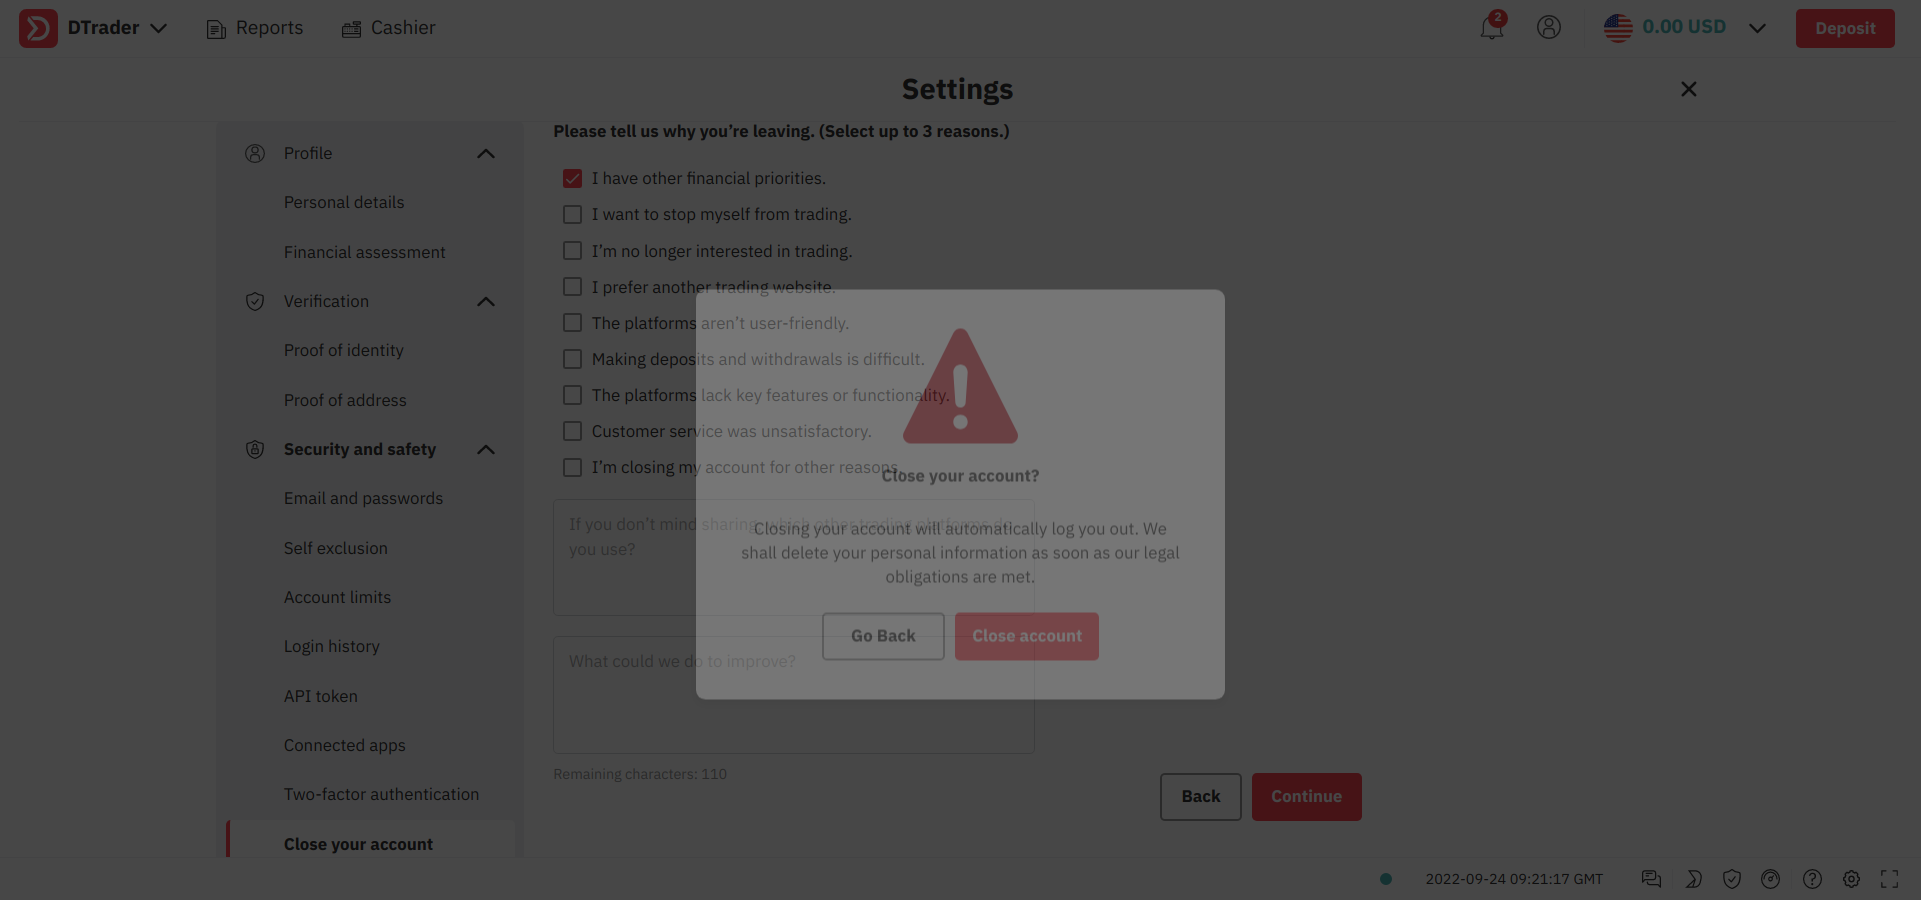 DTrader
Reports
Cashier
2
0.00 USD
Deposit
Settings
Profile
Personal details
Financial assessment
Verification
Proof of identity
Proof of address
Security and safety
Email and passwords
Self exclusion
Account limits
Login history
API token
Connected apps
Two-factor authentication
Close your account
Please tell us why you’re leaving. (Select up to 3 reasons.)
I have other financial priorities.
I want to stop myself from trading.
I’m no longer interested in trading.
I prefer another trading website.
The platforms aren’t user-friendly.
Making deposits and withdrawals is difficult.
The platforms lack key features or functionality.
Customer service was unsatisfactory.
I’m closing my account for other reasons.
If you don’t mind sharing, which other trading platforms do
you use?
What could we do to improve?
Remaining characters: 110
Back
Continue
Close your account?
Closing your account will automatically log you out. We
shall delete your personal information as soon as our legal
obligations are met.
Go Back
Close account
2022-09-24 09:21:17 GMT